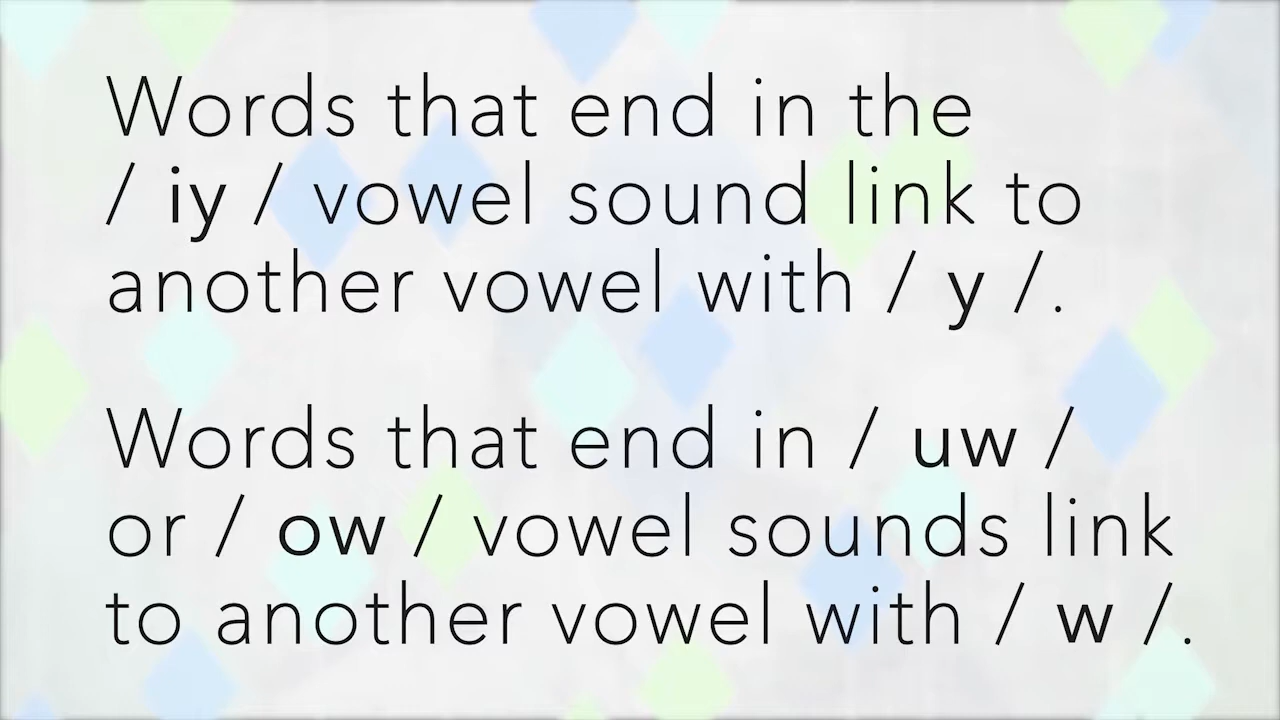 Words that end in the
/ iy / vowel sound link to
another vowel with / y /.
Words that end in / uw /
or / ow / vowel sounds link
to another vowel with / w /.